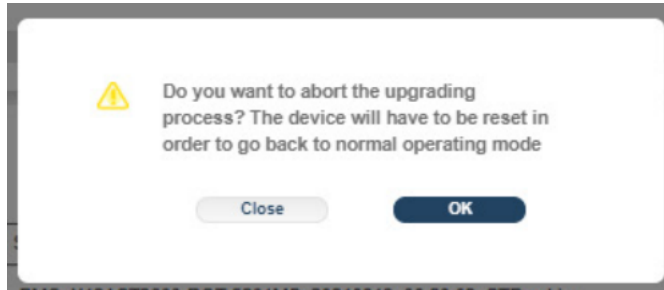 Do you want to abort the upgrading
process? The device will have to be reset in
order to go back to normal operating mode
Close OK